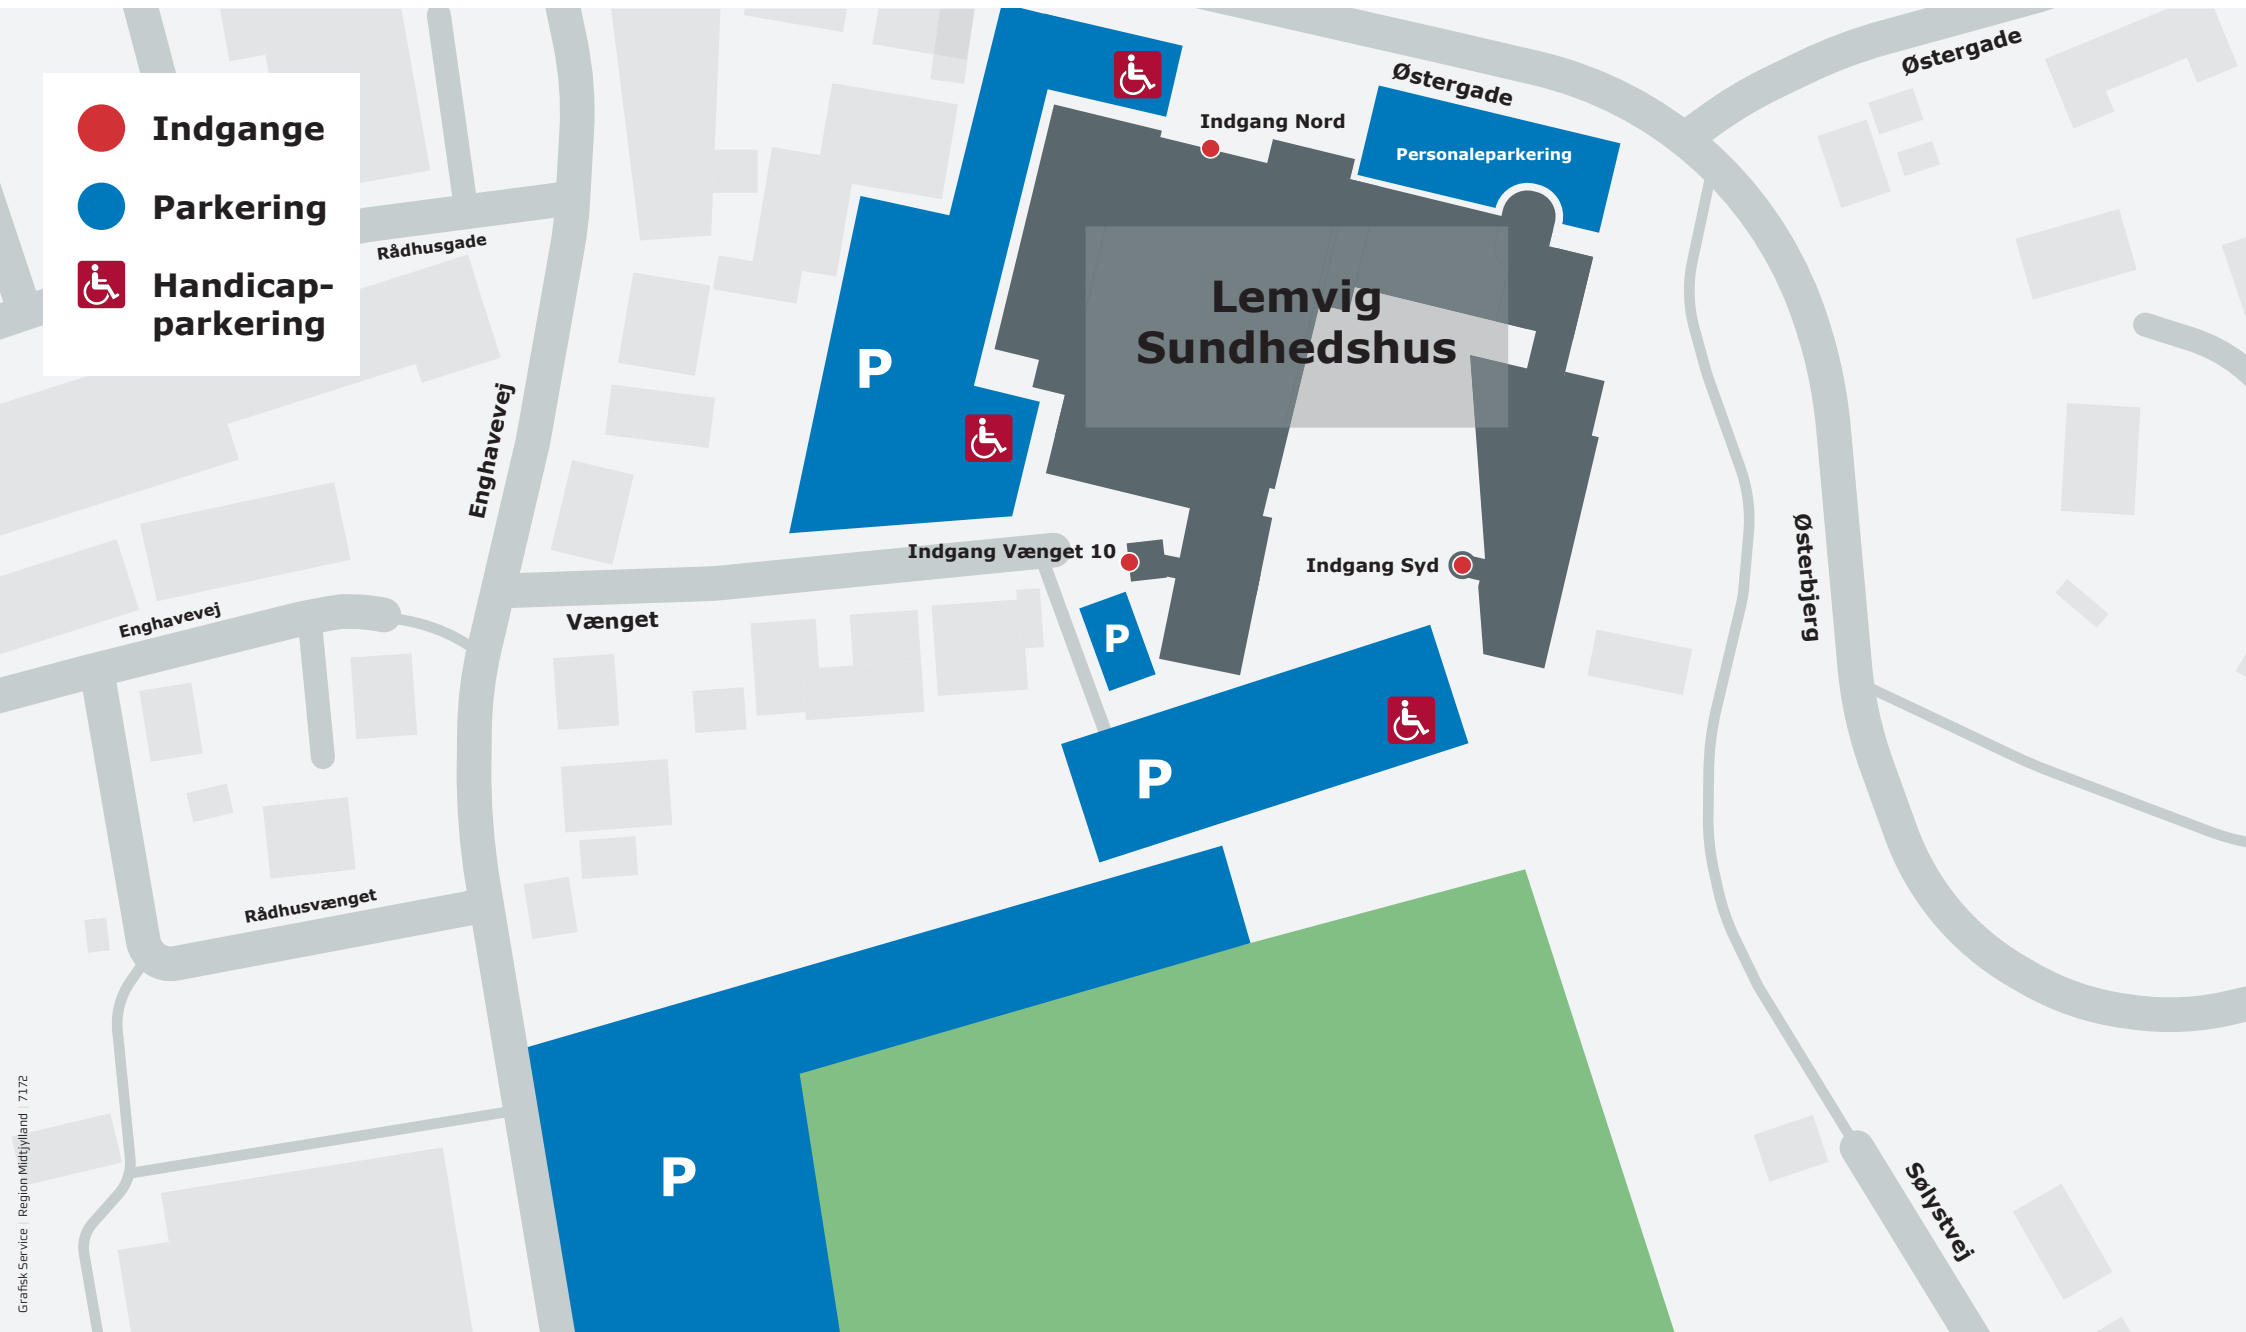 Indgange
Parkering
Handicap-
parkering
Østergade
Østergade
Indgang Nord
Personaleparkering
Rådhusgade
Lemvig
Sundhedshus
P
Enghavevej
Indgang Vænget 10
Indgang Syd
Østerbjerg
Enghavevej
Vænget
P
P
Rådhusvænget
P
Sølystvej
Grafisk Service | Region Midtjylland | 7172